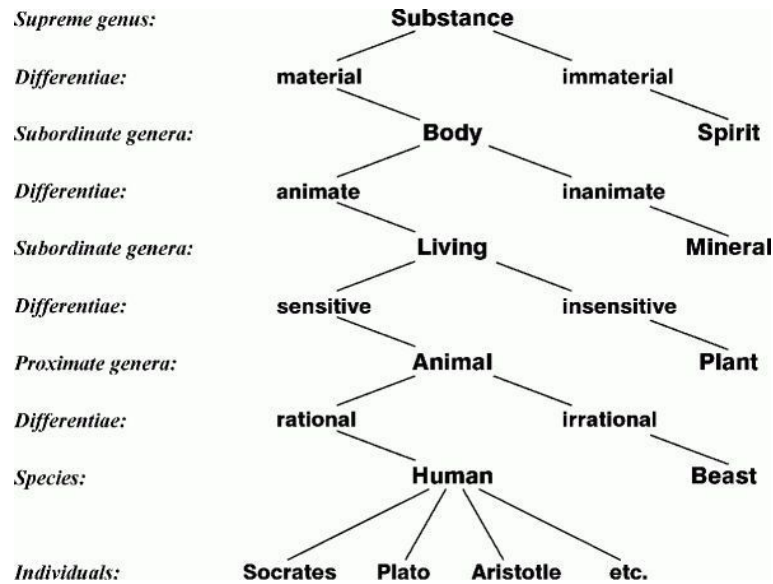 Supreme genus: Substance
Differentiae: material immaterial
Subordinate genera: Body Spirit
Differentiae: animate inanimate
Subordinate genera: Living Mineral
Differentiae: sensitive insensitive
Proximate genera: Animal Plant
Differentiae: rational irrational
Species: Human Beast
Individuals: Socrates Plato Aristotle etc.